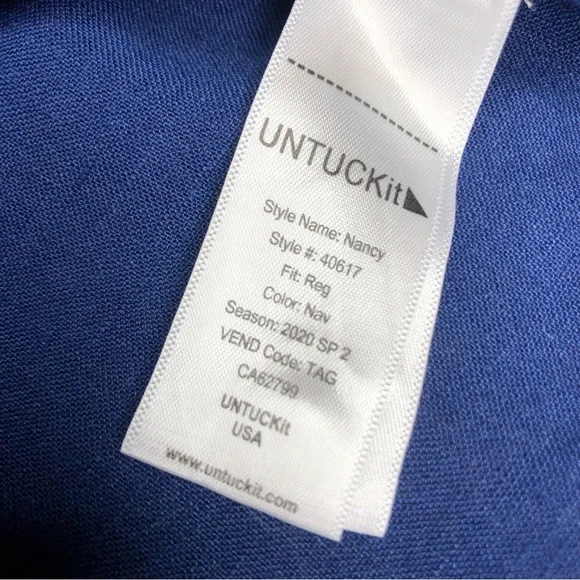 UNTUCKit
Style Name: Nancy
Style #: 40617
Fit: Reg
Color: Nav
Season: 2020 SP 2
VEND Code: TAG
CA62799
UNTUCKit
USA
www.untuckit.com